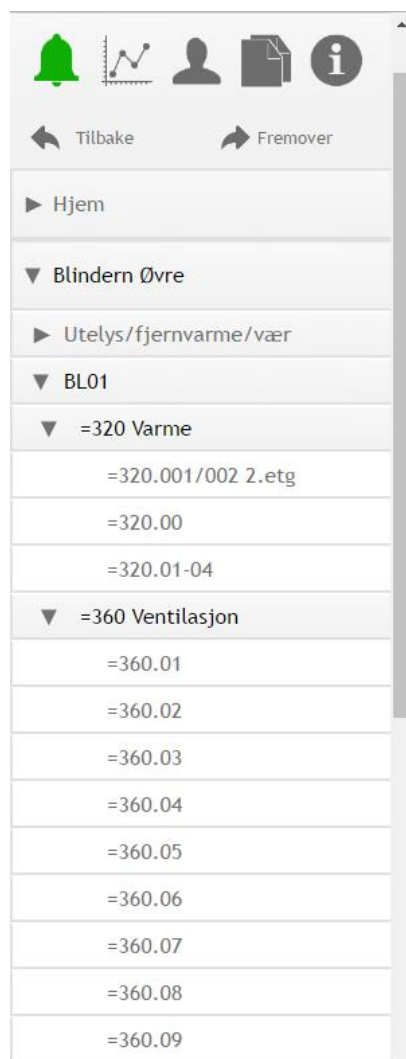 Tilbake Fremover
Hjem
Blindern Øvre
Utelys/fjernvarme/vær
BL01
=320 Varme
=320.001/002 2.etg
=320.00
=320.01-04
=360 Ventilasjon
=360.01
=360.02
=360.03
=360.04
=360.05
=360.06
=360.07
=360.08
=360.09